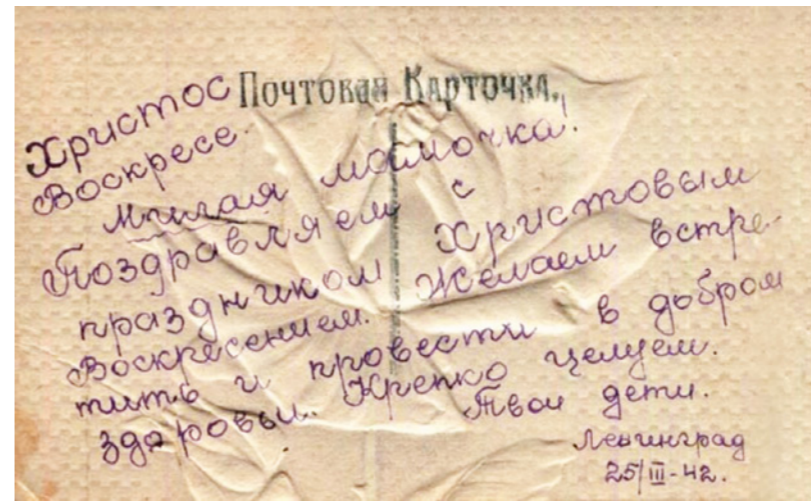 Почтовая Карточка.
Христос
Воскресе.
Милая мамочка!
Поздравляем с
праздником Христовым
Воскресением. Желаем встре-
тить и провести в добром
здоровьи. Крепко целуем.
Твои дети.
Ленинград
25/III-42.